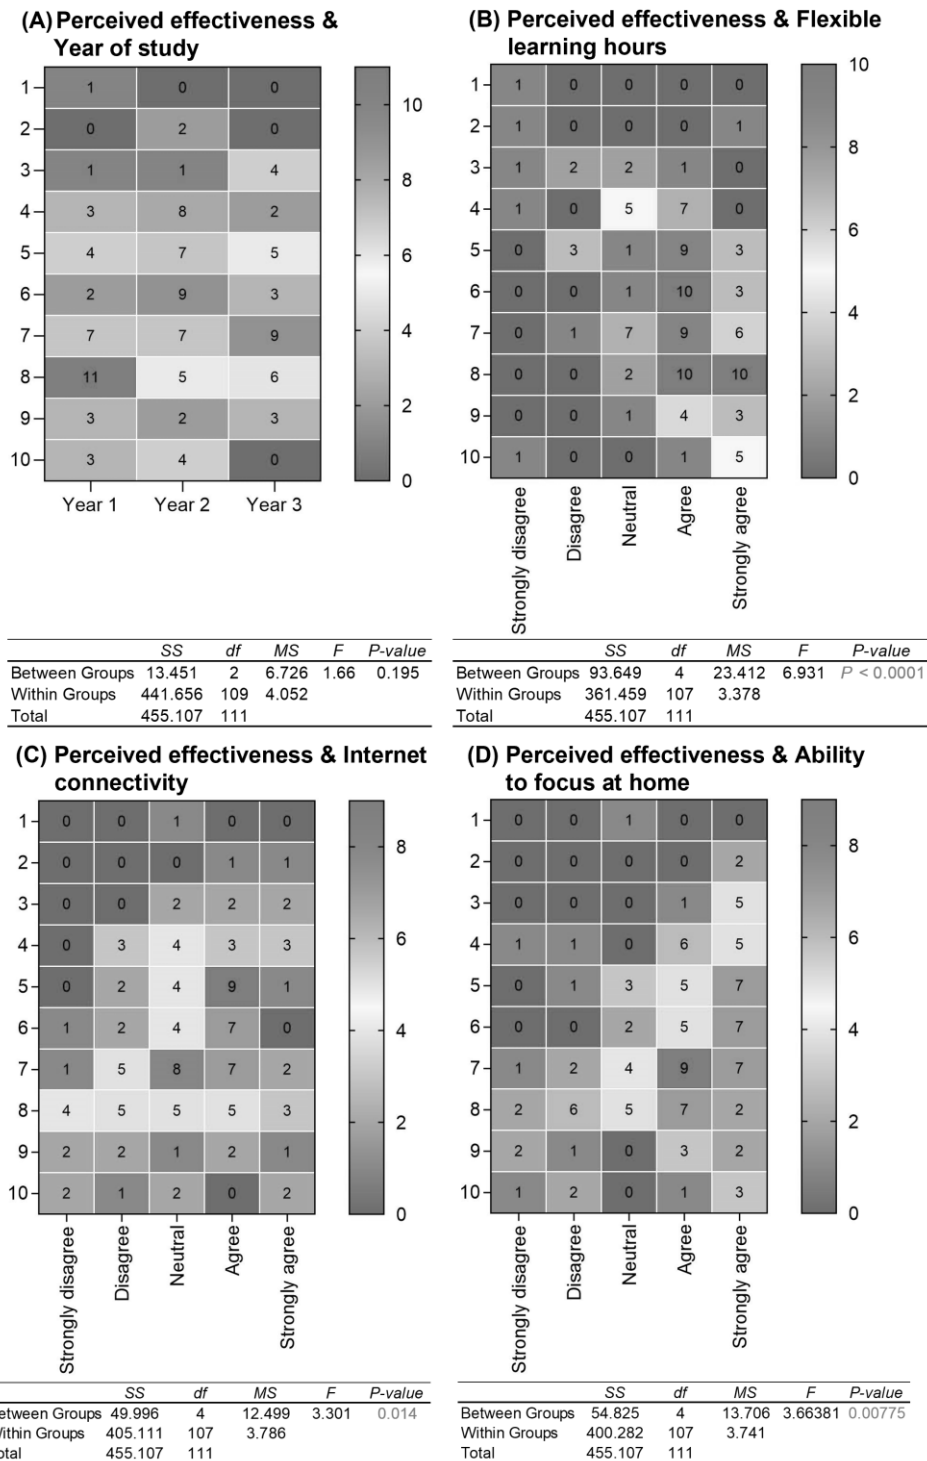 (A) Perceived effectiveness &
Year of study
1 1 0 0
2 0 2 0
3 1 1 4
4 3 8 2
5 4 7 5
6 2 9 3
7 7 7 9
8 11 5 6
9 3 2 3
10 3 4 0
Year 1 Year 2 Year 3
10
8
6
4
2
0
SS df MS F P-value
Between Groups 13.451 2 6.726 1.66 0.195
Within Groups 441.656 109 4.052
Total 455.107 111
(B) Perceived effectiveness & Flexible
learning hours
1 1 0 0 0 0
2 1 0 0 0 1
3 1 2 2 1 0
4 1 0 5 7 0
5 0 3 1 9 3
6 0 0 1 10 3
7 0 1 7 9 6
8 0 0 2 10 10
9 0 0 1 4 3
10 1 0 0 1 5
Strongly disagree
Disagree
Neutral
Agree
Strongly agree
10
8
6
4
2
0
SS df MS F P-value
Between Groups 93.649 4 23.412 6.931 P < 0.0001
Within Groups 361.459 107 3.378
Total 455.107 111
(C) Perceived effectiveness & Internet
connectivity
1 0 0 1 0 0
2 0 0 0 1 1
3 0 0 2 2 2
4 0 3 4 3 3
5 0 2 4 9 1
6 1 2 4 7 0
7 1 5 8 7 2
8 4 5 5 5 3
9 2 2 1 2 1
10 2 1 2 0 2
Strongly disagree
Disagree
Neutral
Agree
Strongly agree
8
6
4
2
0
SS df MS F P-value
etween Groups 49.996 4 12.499 3.301 0.014
Within Groups 405.111 107 3.786
otal 455.107 111
(D) Perceived effectiveness & Ability
to focus at home
1 0 0 1 0 0
2 0 0 0 0 2
3 0 0 0 1 5
4 1 1 0 6 5
5 0 1 3 5 7
6 0 0 2 5 7
7 1 2 4 9 7
8 2 6 5 7 2
9 2 1 0 3 2
10 1 2 0 1 3
Strongly disagree
Disagree
Neutral
Agree
Strongly agree
8
6
4
2
0
SS df MS F P-value
Between Groups 54.825 4 13.706 3.66381 0.00775
Within Groups 400.282 107 3.741
Total 455.107 111